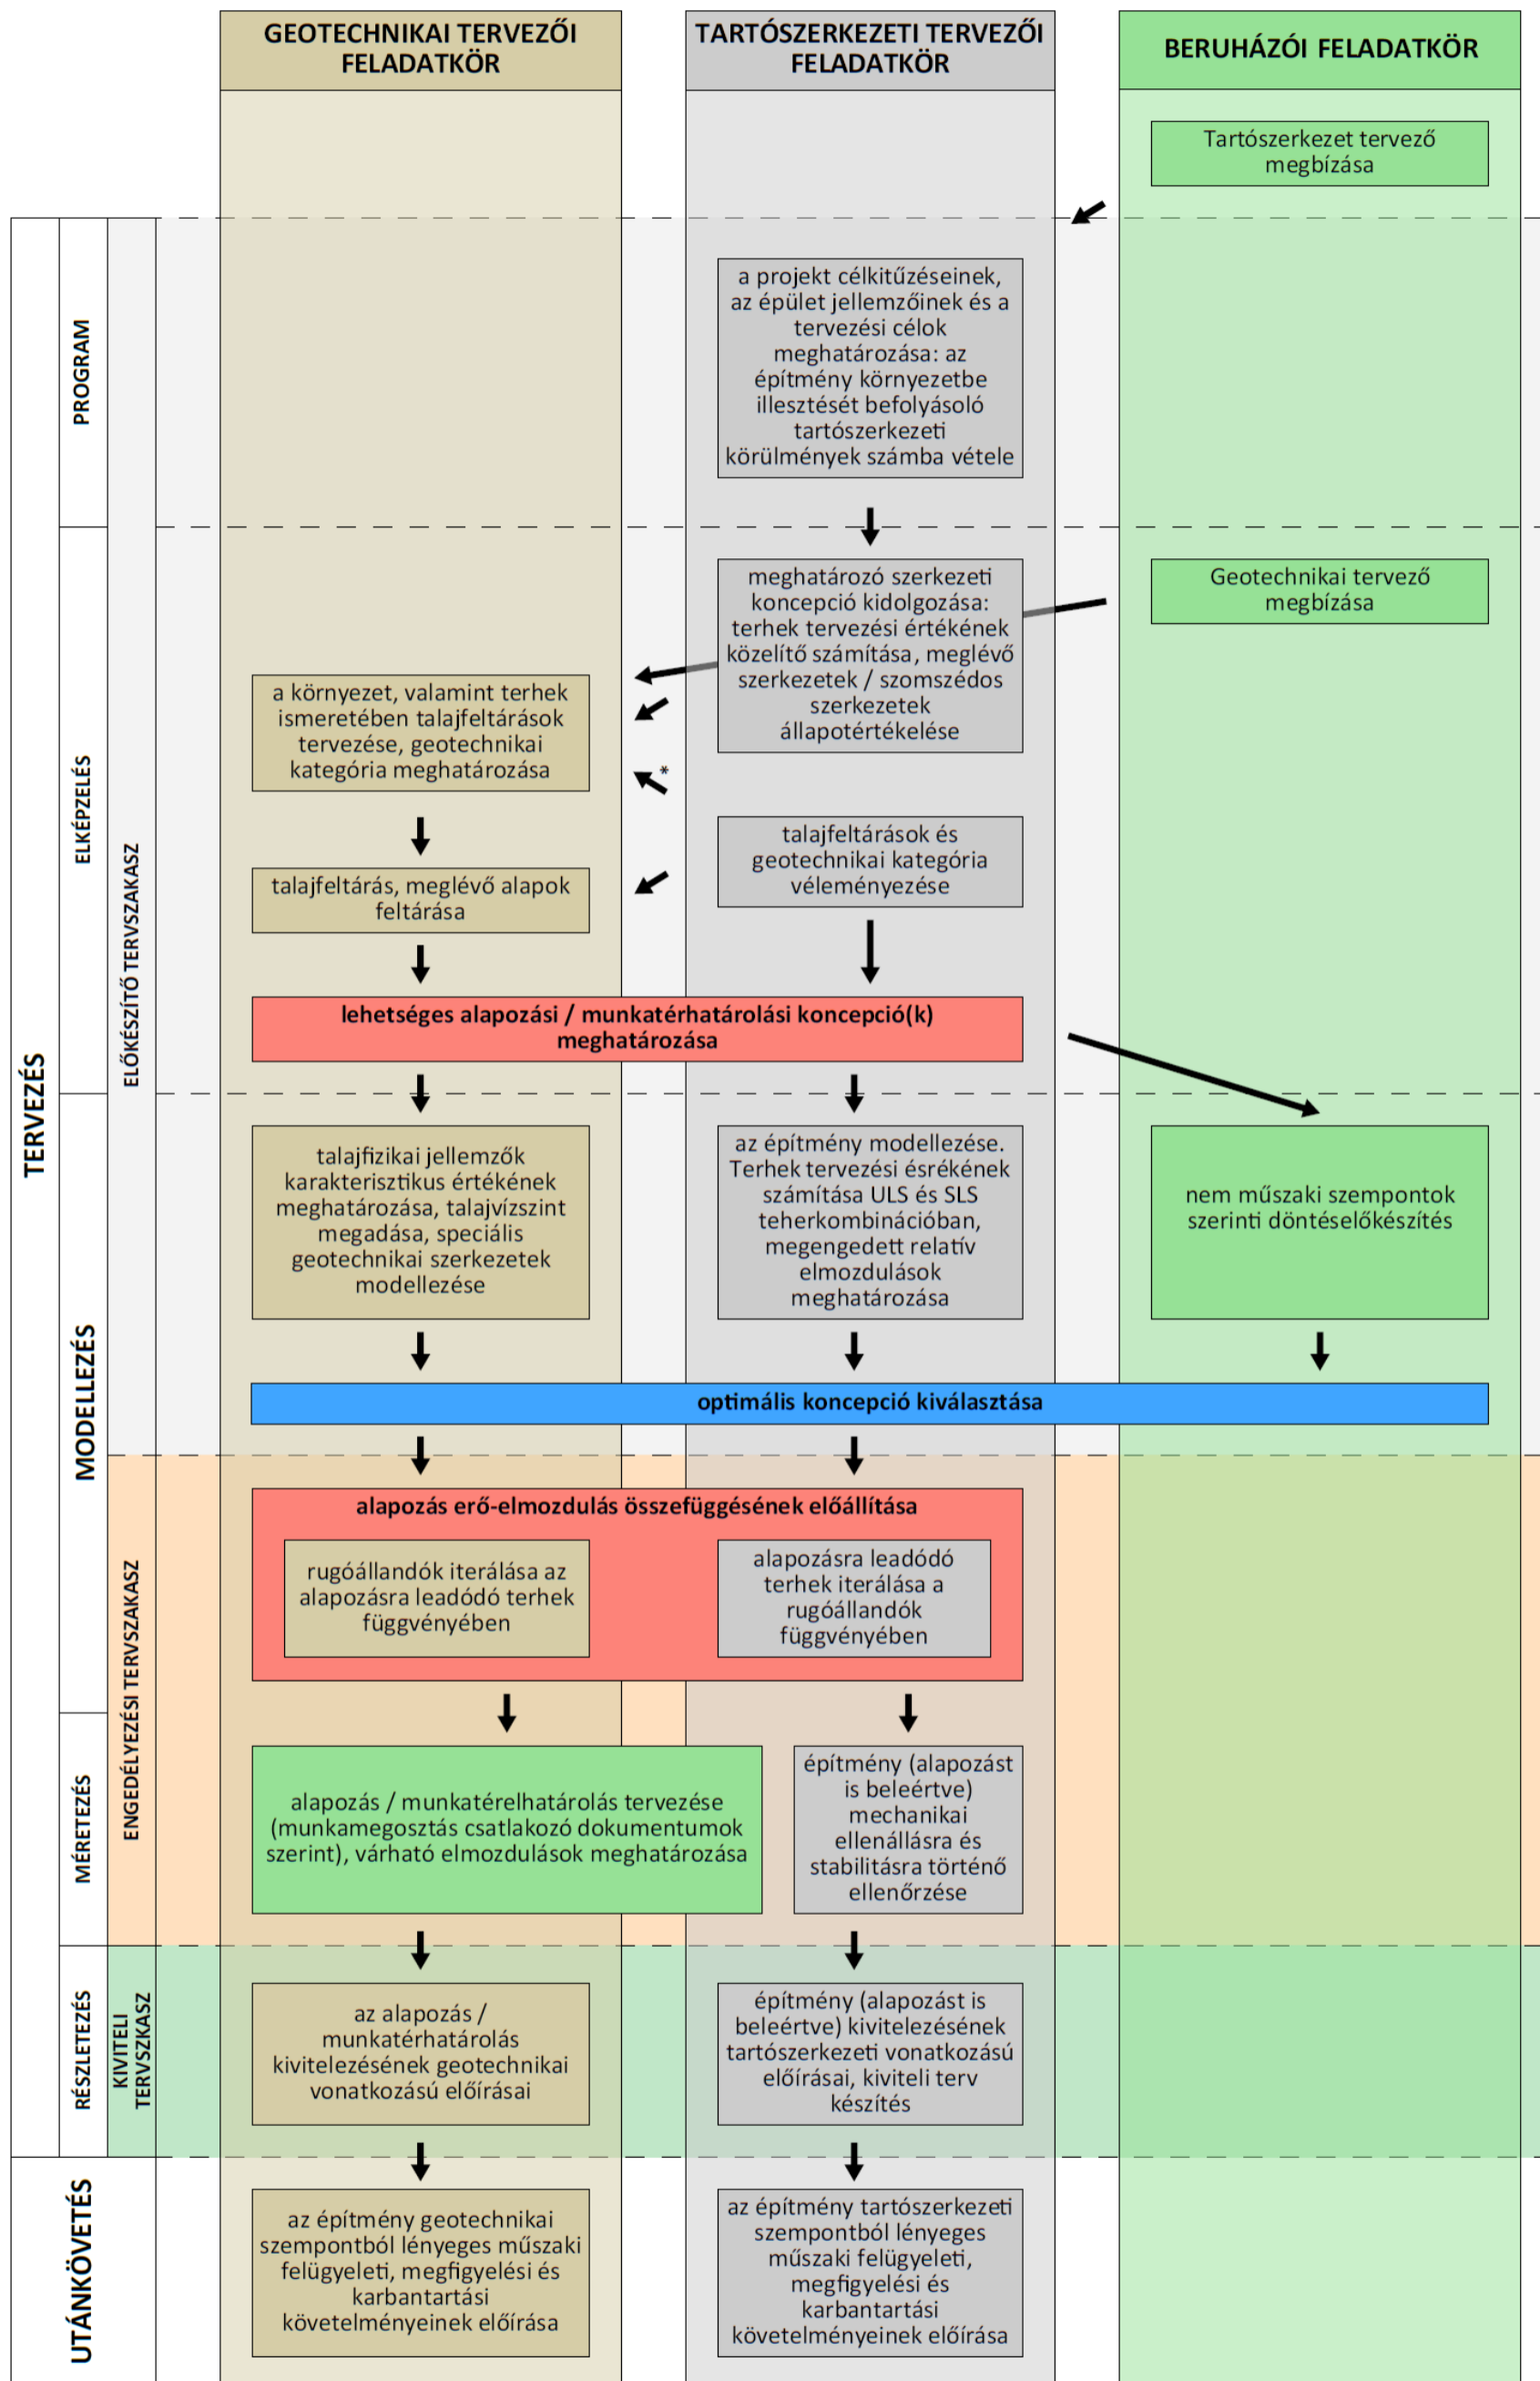 GEOTECHNIKAI TERVEZŐI
FELADATKÖR
TARTÓSZERKEZETI TERVEZŐI
FELADATKÖR
BERUHÁZÓI FELADATKÖR
Tartószerkezet tervező
megbízása
TERVEZÉS
PROGRAM
ELŐKÉSZÍTŐ TERVSZAKASZ
a projekt célkitűzéseinek,
az épület jellemzőinek és a
tervezési célok
meghatározása: az
építmény környezetbe
illesztését befolyásoló
tartószerkezeti
körülmények számba vétele
ELKÉPZELÉS
meghatározó szerkezeti
koncepció kidolgozása:
terhek tervezési értékének
közelítő számítása, meglévő
szerkezetek / szomszédos
szerkezetek
állapotértékelése
Geotechnikai tervező
megbízása
a környezet, valamint terhek
ismeretében talajfeltárások
tervezése, geotechnikai
kategória meghatározása
*
talajfeltárások és
geotechnikai kategória
véleményezése
talajfeltárás, meglévő alapok
feltárása
lehetséges alapozási / munkatérhatárolási koncepció(k)
meghatározása
MODELLEZÉS
talajfizikai jellemzők
karakterisztikus értékének
meghatározása, talajvízszint
megadása, speciális
geotechnikai szerkezetek
modellezése
az építmény modellezése.
Terhek tervezési ésrékének
számítása ULS és SLS
teherkombinációban,
megengedett relatív
elmozdulások
meghatározása
nem műszaki szempontok
szerinti döntéselőkészítés
optimális koncepció kiválasztása
ENGEDÉLYEZÉSI TERVSZAKASZ
alapozás erő-elmozdulás összefüggésének előállítása
rugóállandók iterálása az
alapozásra leadódó terhek
függvényében
alapozásra leadódó
terhek iterálása a
rugóállandók
függvényében
MÉRETEZÉS
alapozás / munkatérelhatárolás tervezése
(munkamegosztás csatlakozó dokumentumok
szerint), várható elmozdulások meghatározása
építmény (alapozást
is beleértve)
mechanikai
ellenállásra és
stabilitásra történő
ellenőrzése
RÉSZLETEZÉS
KIVITELI
TERVSZKASZ
az alapozás /
munkatérhatárolás
kivitelezésének geotechnikai
vonatkozású előírásai
építmény (alapozást is
beleértve) kivitelezésének
tartószerkezeti vonatkozású
előírásai, kiviteli terv
készítés
UTÁNKÖVETÉS
az építmény geotechnikai
szempontból lényeges műszaki
felügyeleti, megfigyelési és
karbantartási
követelményeinek előírása
az építmény tartószerkezeti
szempontból lényeges
műszaki felügyeleti,
megfigyelési és
karbantartási
követelményeinek előírása